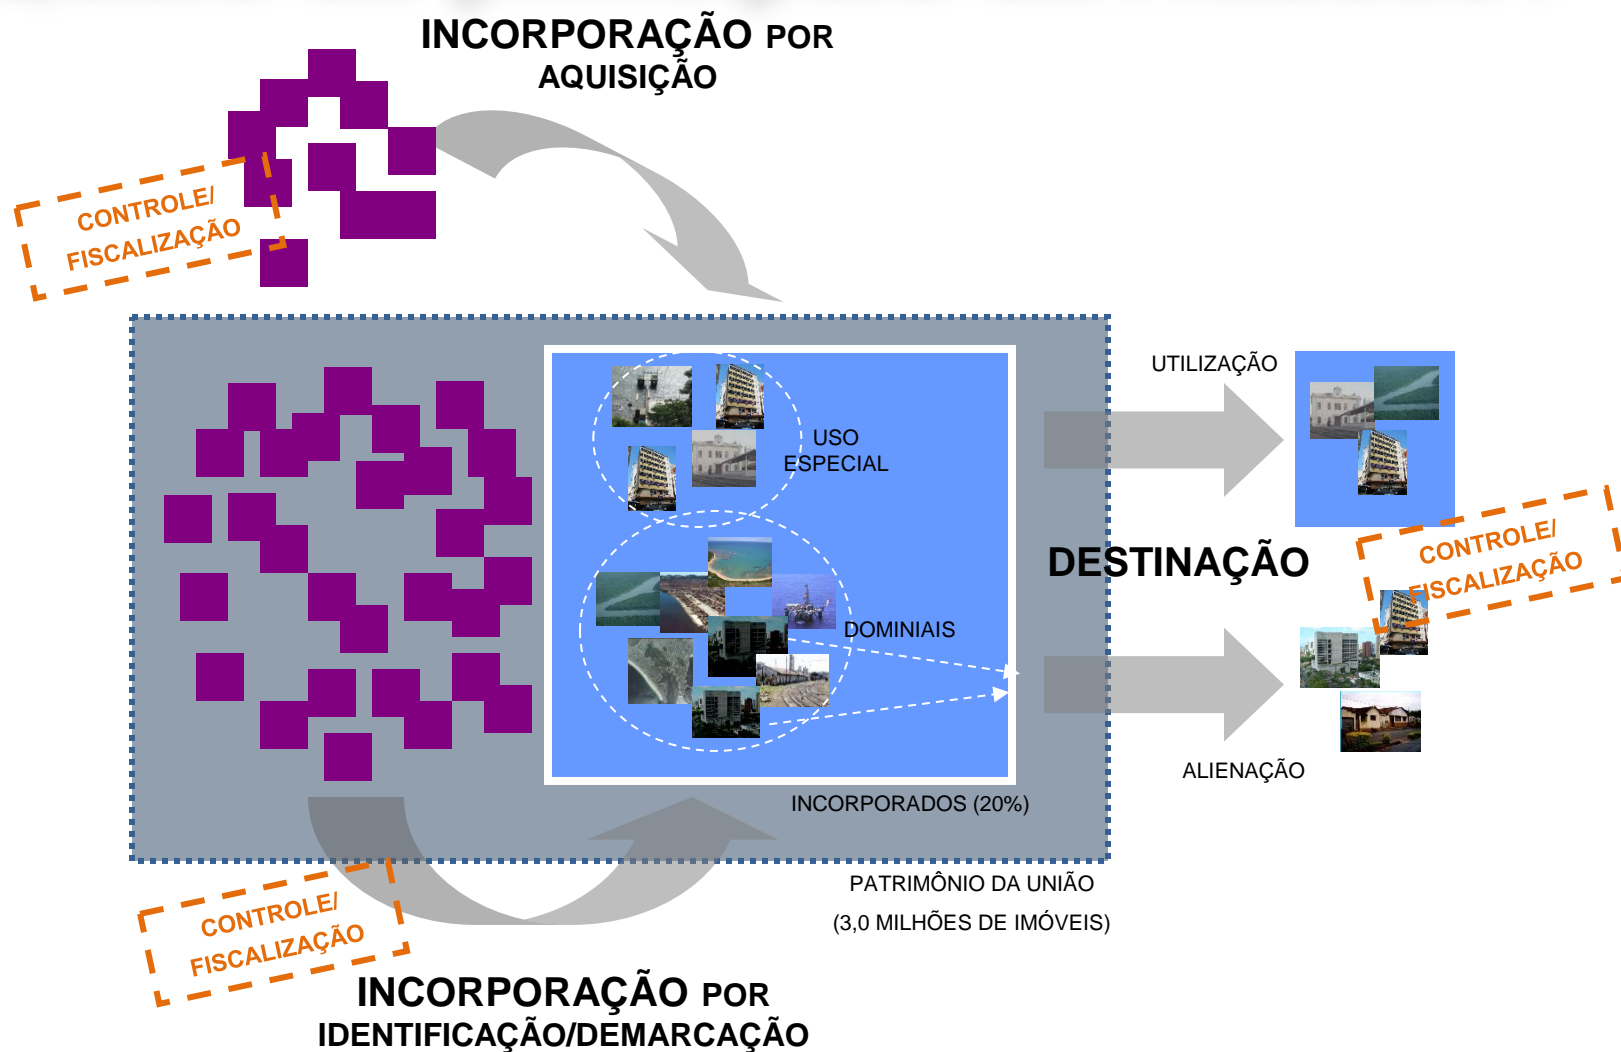 INCORPORAÇÃO POR
AQUISIÇÃO
CONTROLE/
FISCALIZAÇÃO
UTILIZAÇÃO
USO
ESPECIAL
DESTINAÇÃO
CONTROLE/
FISCALIZAÇÃO
DOMINIAIS
ALIENAÇÃO
INCORPORADOS (20%)
PATRIMÔNIO DA UNIÃO
(3,0 MILHÕES DE IMÓVEIS)
CONTROLE/
FISCALIZAÇÃO
INCORPORAÇÃO POR
IDENTIFICAÇÃO/DEMARCAÇÃO